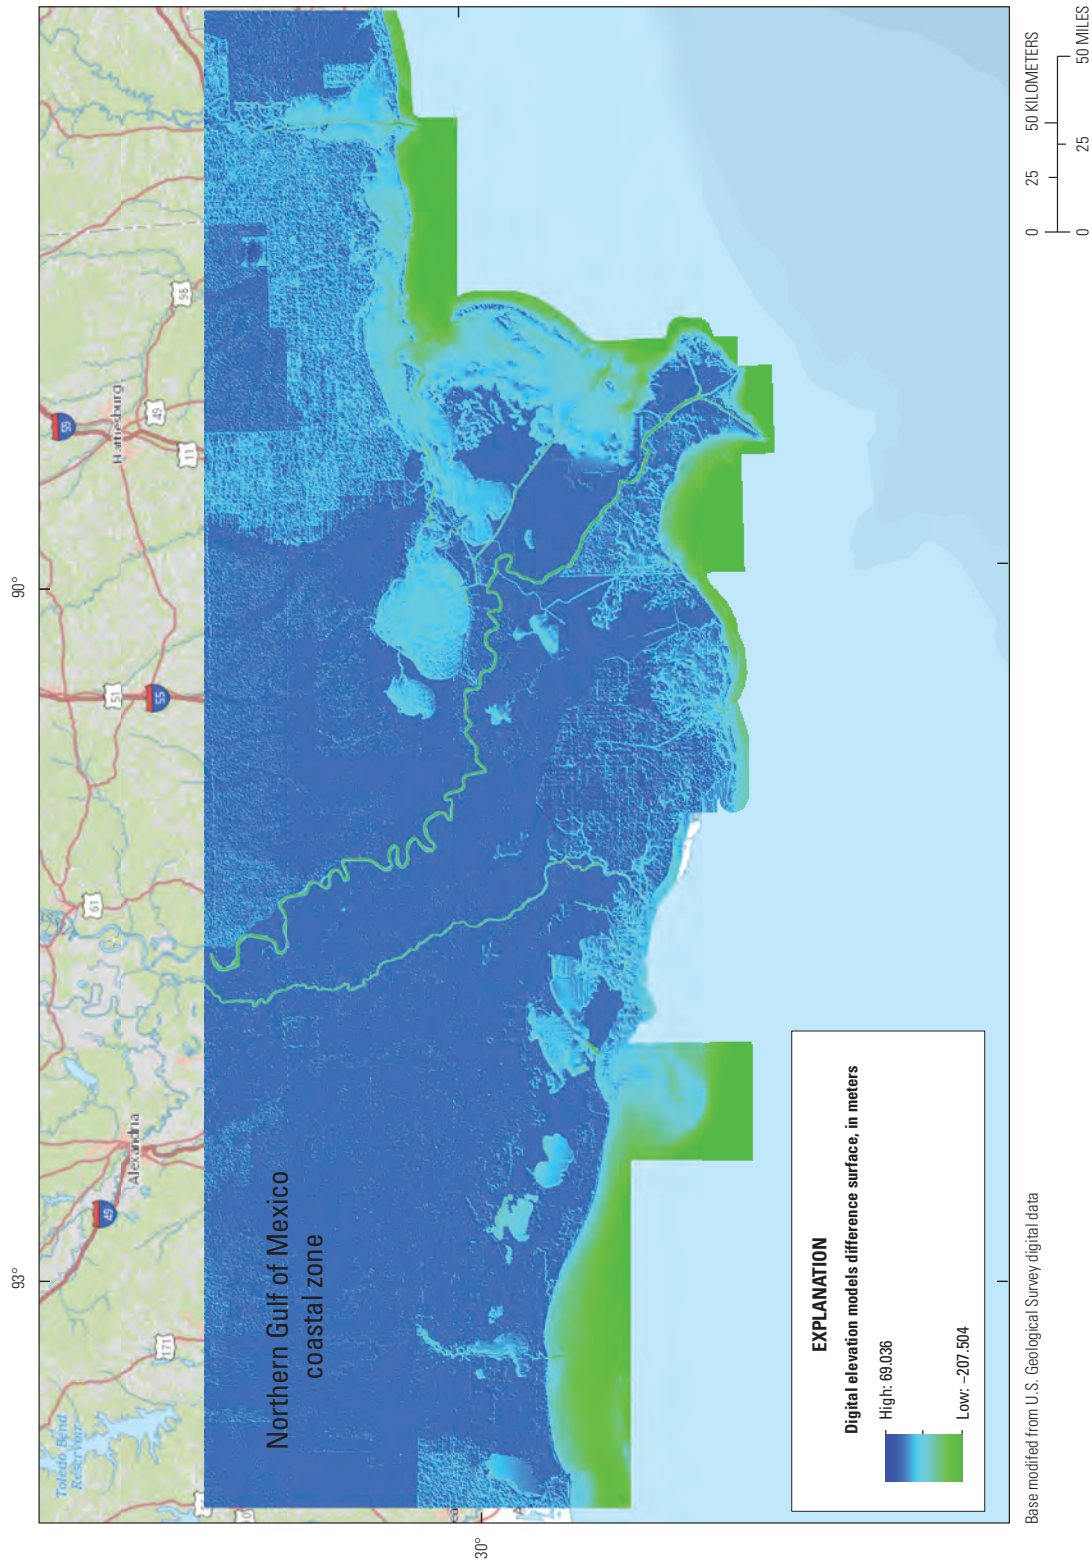 93°
90°
30°
Toledo Bend
Reservoir
171
49
Alexandria
61
51
55
59
Hattiesburg
49
11
98
Northern Gulf of Mexico
coastal zone
EXPLANATION
Digital elevation models difference surface, in meters
High: 69.036
Low: –207.504
Base modifed from U.S. Geological Survey digital data
0 25 50 KILOMETERS
0 25 50 MILES